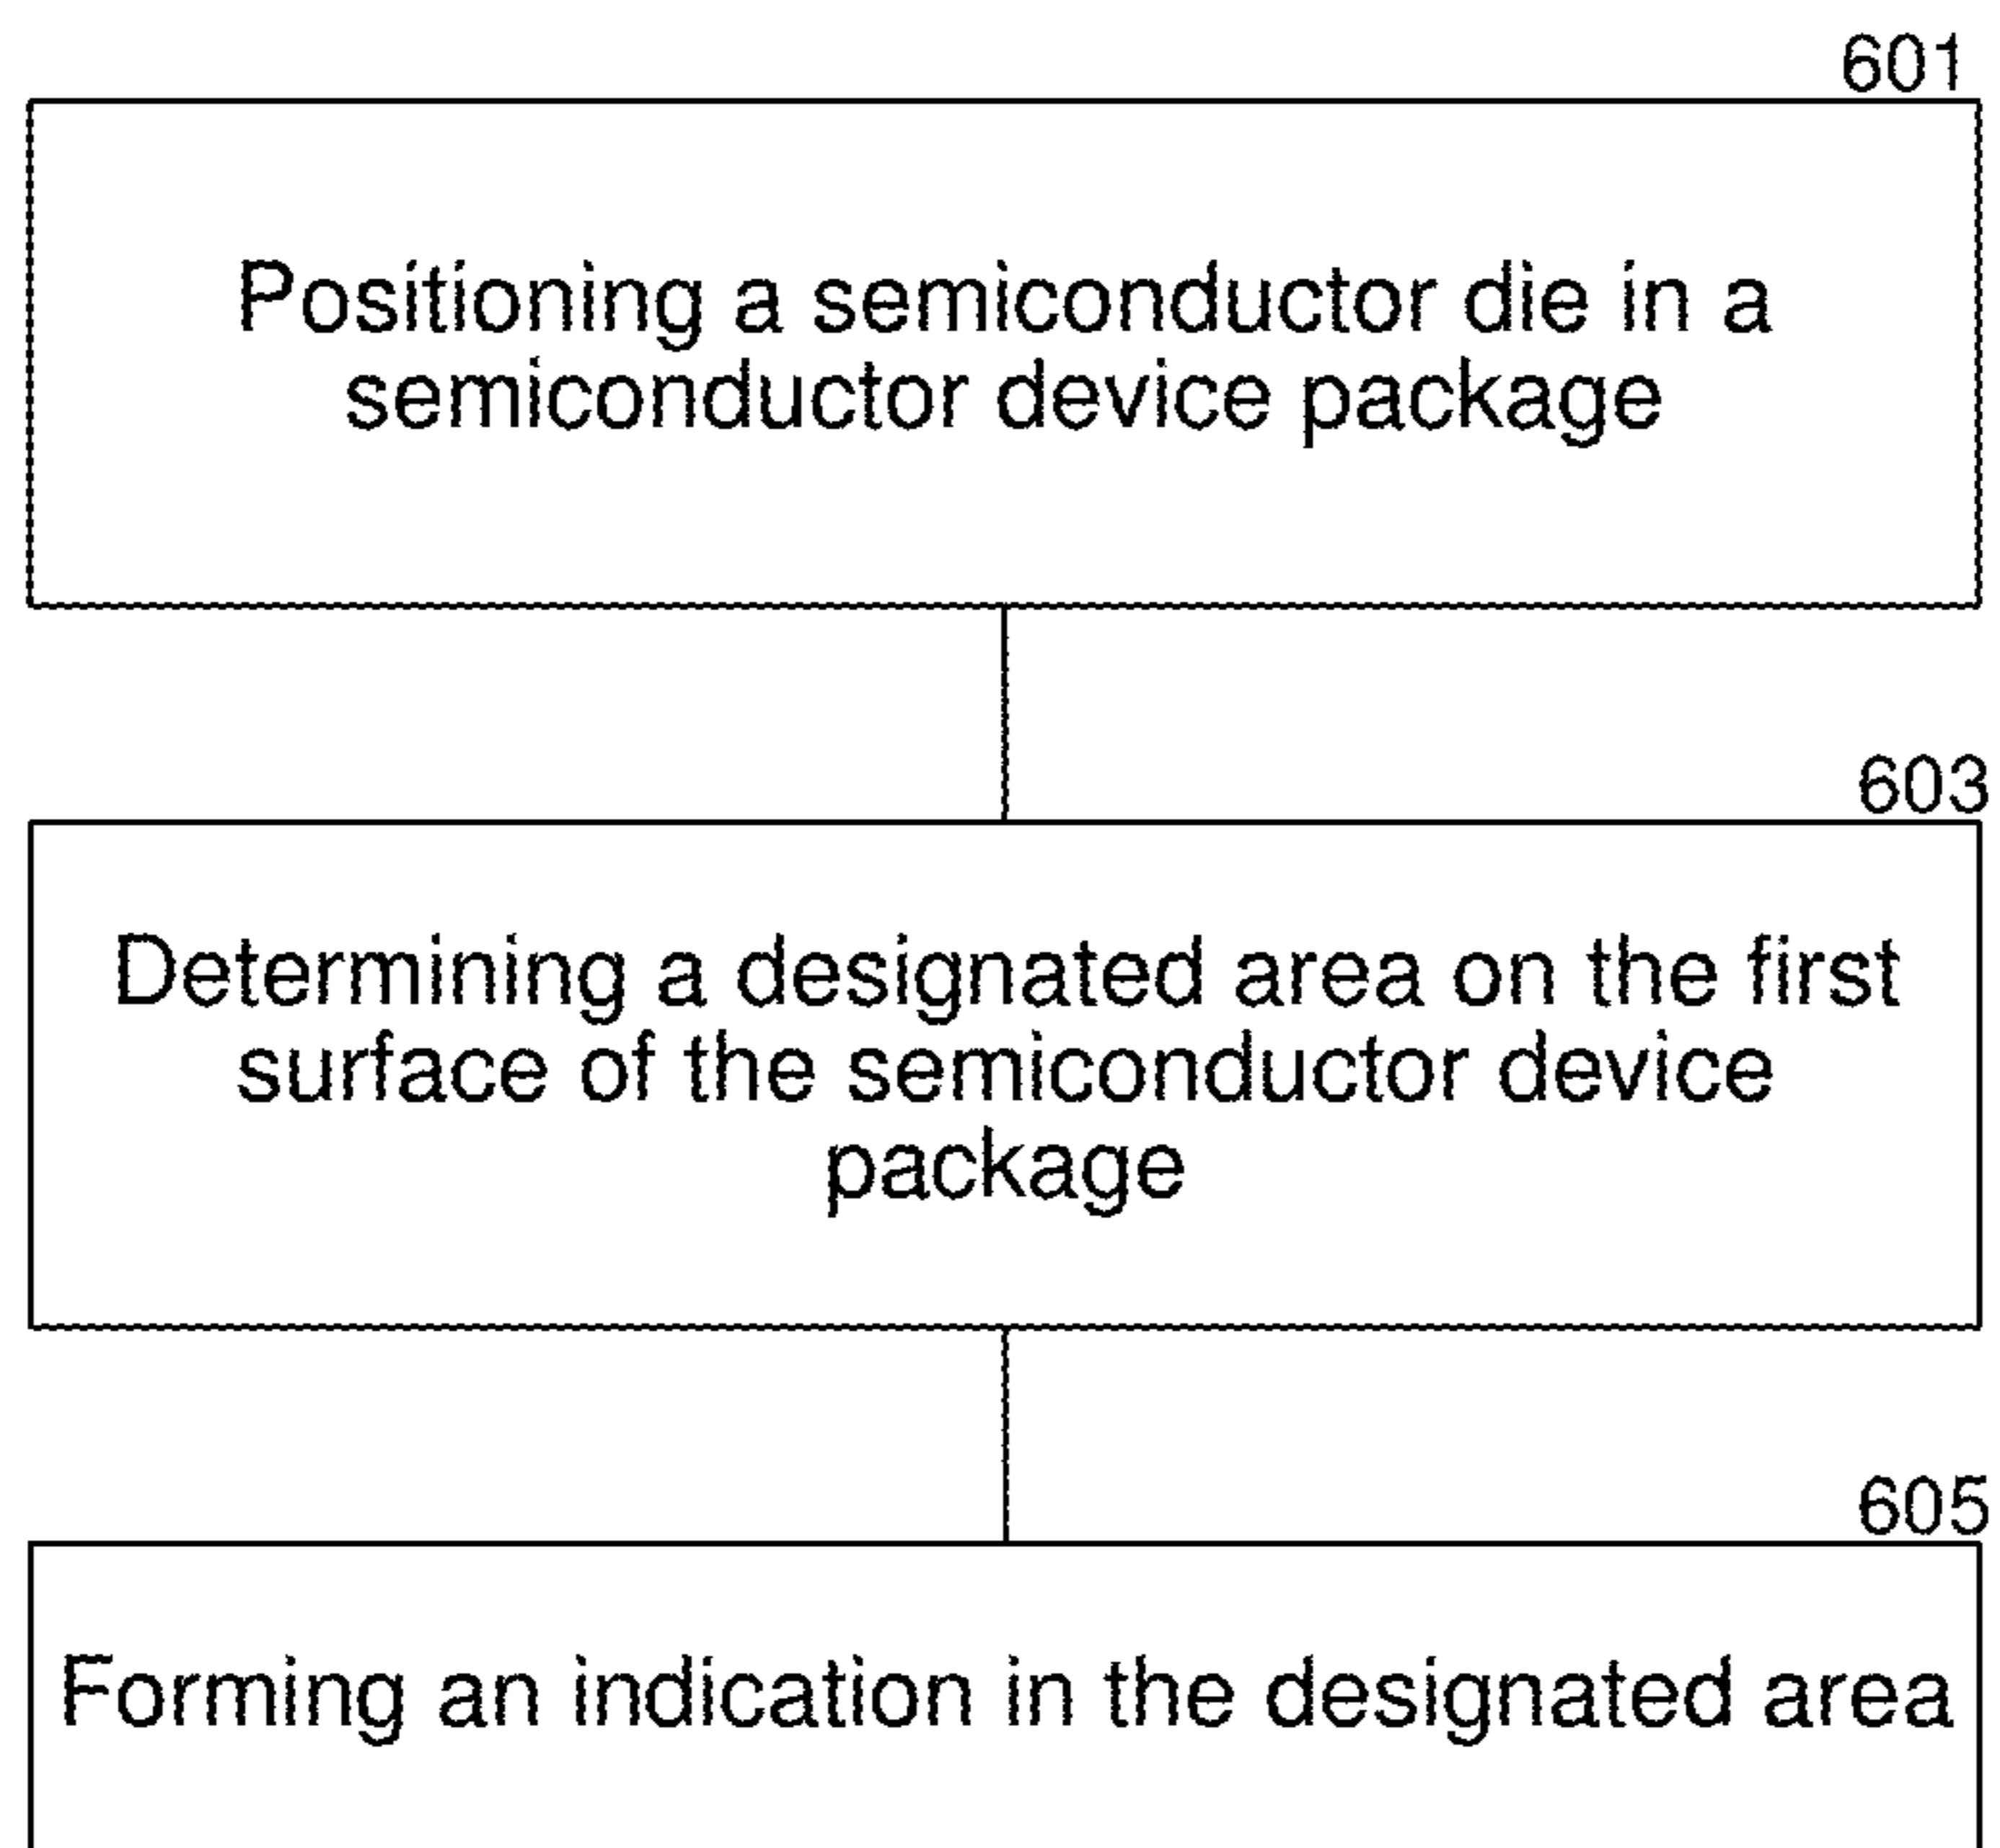 601
Positioning a semiconductor die in a
semiconductor device package
603
Determining a designated area on the first
surface of the semiconductor device
package
605
Forming an indication in the designated area